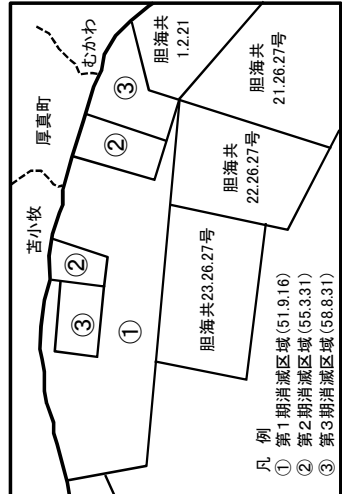 苫小牧
厚真町
むかわ
③
②
②
③
①
胆海共
1.2.21
胆海共
21.26.27号
胆海共
22.26.27号
胆海共23.26.27号
凡 例
① 第1期消滅区域(51.9.16)
② 第2期消滅区域(55.3.31)
③ 第3期消滅区域(58.8.31)